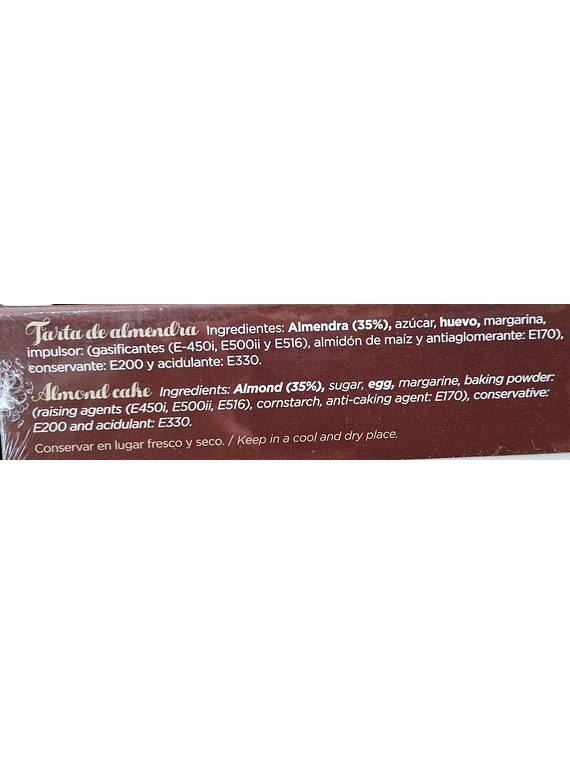 Tarta de almendra Ingredientes: Almendra (35%), azúcar, huevo, margarina,
impulsor: (gasificantes (E-450i, E500ii y E516), almidón de maíz y antiaglomerante: E170),
conservante: E200 y acidulante: E330.
Almond cake Ingredients: Almond (35%), sugar, egg, margarine, baking powder:
(raising agents (E450i, E500ii, E516), cornstarch, anti-caking agent: E170), conservative:
E200 and acidulant: E330.
Conservar en lugar fresco y seco. / Keep in a cool and dry place.